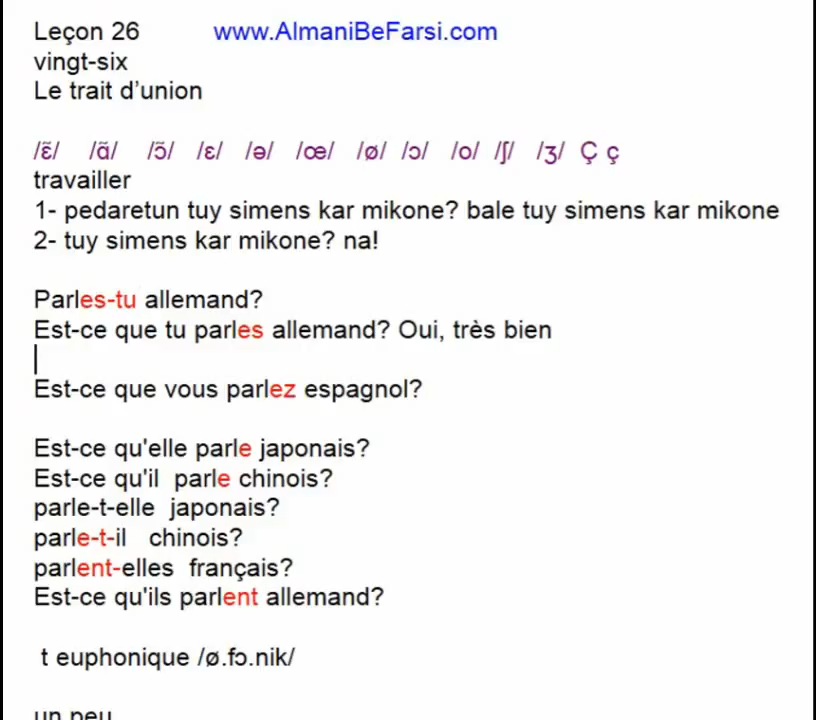 Leçon 26 www.AlmaniBeFarsi.com
vingt-six
Le trait d’union
/ɛ̃/ /ɑ̃/ /ɔ̃/ /ɛ/ /ə/ /œ/ /ø/ /ɔ/ /o/ /ʃ/ /ʒ/ Ç ç
travailler
1- pedaretun tuy simens kar mikone? bale tuy simens kar mikone
2- tuy simens kar mikone? na!
Parles-tu allemand?
Est-ce que tu parles allemand? Oui, très bien
Est-ce que vous parlez espagnol?
Est-ce qu'elle parle japonais?
Est-ce qu'il parle chinois?
parle-t-elle japonais?
parle-t-il chinois?
parlent-elles français?
Est-ce qu'ils parlent allemand?
t euphonique /ø.fɔ.nik/
un peu